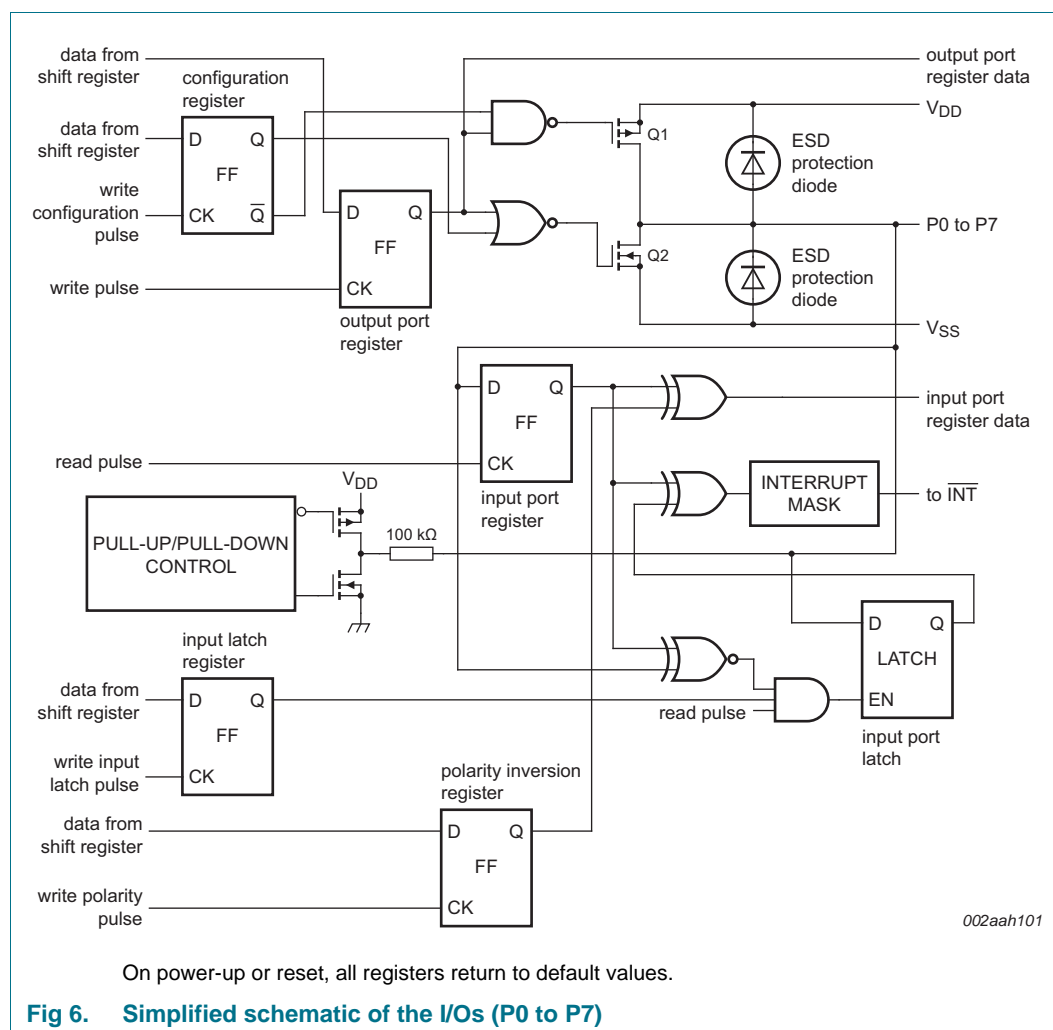 data from
shift register
configuration
register
output port
register data
data from
shift register
D
Q
FF
write
configuration
pulse
CK
Q
D
Q
FF
CK
write pulse
output port
register
Q1
Q2
VDD
ESD
protection
diode
P0 to P7
ESD
protection
diode
VSS
D
Q
FF
CK
read pulse
input port
register
input port
register data
INTERRUPT
MASK
to INT
VDD
100 kΩ
PULL-UP/PULL-DOWN
CONTROL
D
Q
LATCH
EN
input port
latch
read pulse
input latch
register
data from
shift register
D
Q
FF
write input
latch pulse
CK
polarity inversion
register
data from
shift register
D
Q
FF
write polarity
pulse
CK
002aah101
On power-up or reset, all registers return to default values.
Fig 6. Simplified schematic of the I/Os (P0 to P7)